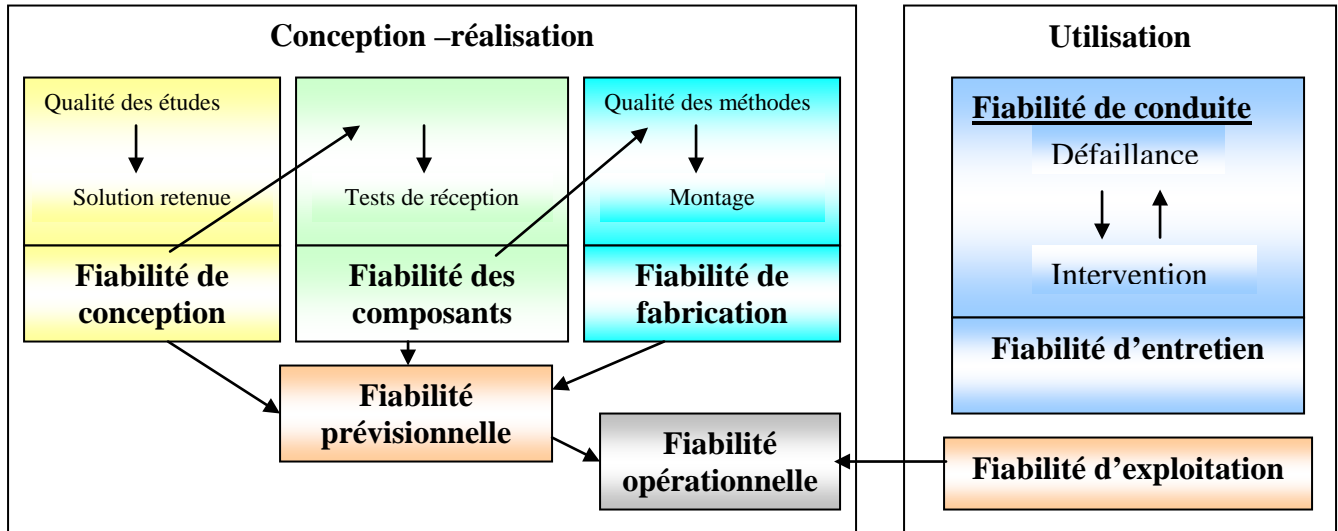 Conception –réalisation
Qualité des études
Solution retenue
Fiabilité de
conception
Tests de réception
Fiabilité des
composants
Qualité des méthodes
Montage
Fiabilité de
fabrication
Fiabilité
prévisionnelle
Fiabilité
opérationnelle
Utilisation
Fiabilité de conduite
Défaillance
Intervention
Fiabilité d’entretien
Fiabilité d’exploitation